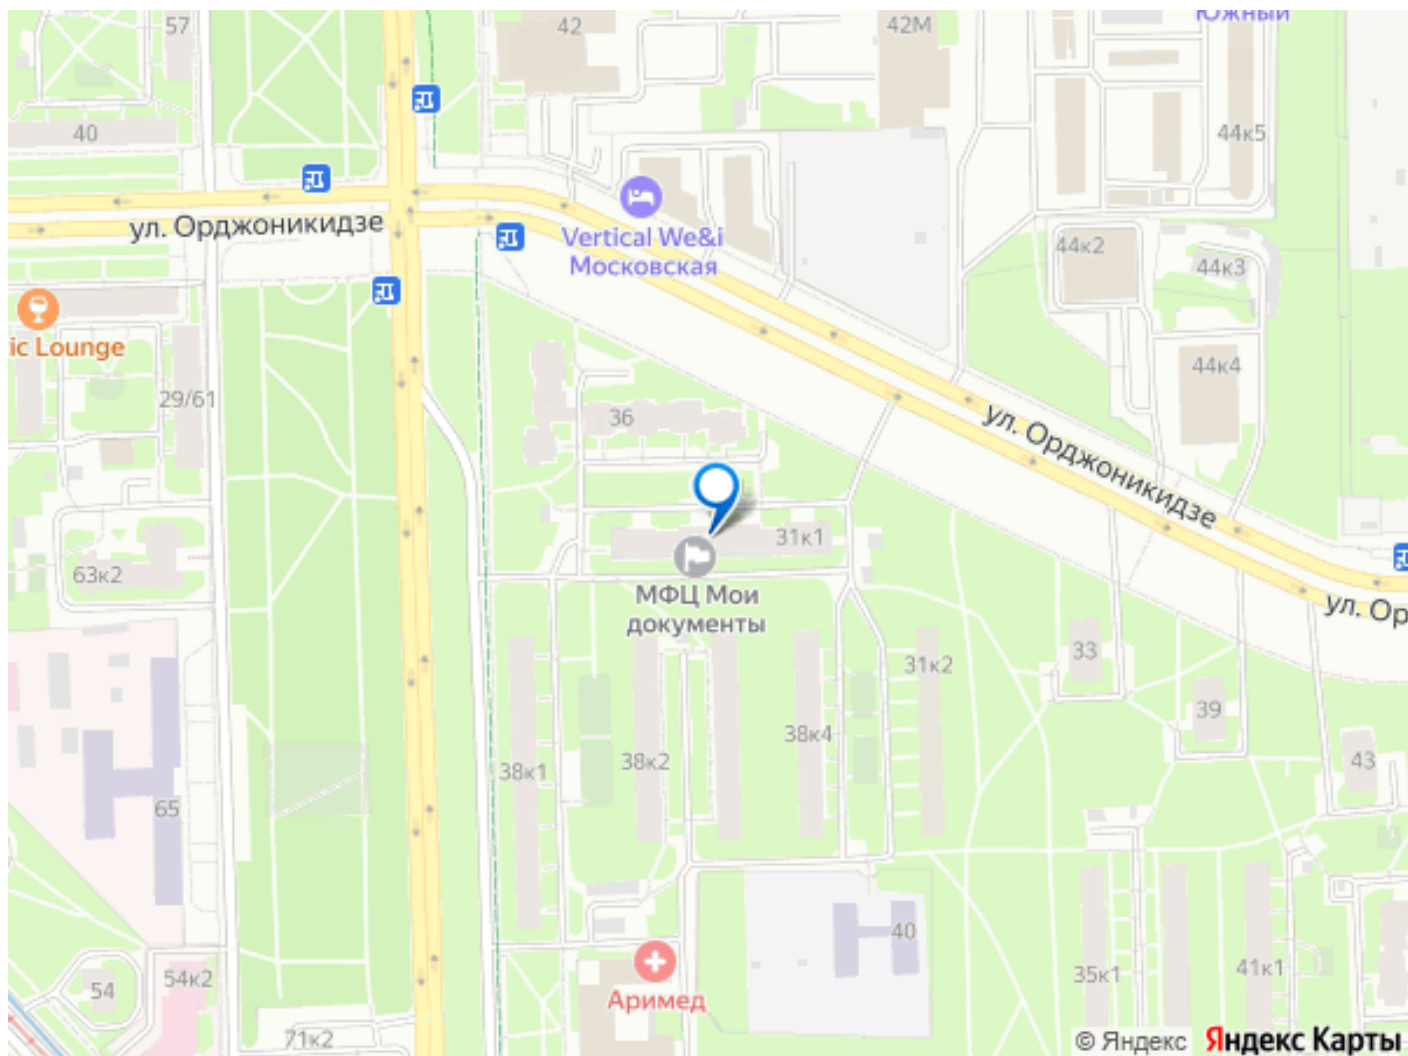 57
42
42М
Южный
40
44к5
ул. Орджоникидзе
Vertical We&i
Московская
44к2
44к3
ic Lounge
29/61
36
44к4
ул. Орджоникидзе
31к1
63к2
МФЦ Мои
документы
ул. Ор
33
31к2
39
38к4
38к2
38к1
43
65
40
54
54к2
Аримед
35к1
41к1
71к2
© Яндекс Яндекс Карты